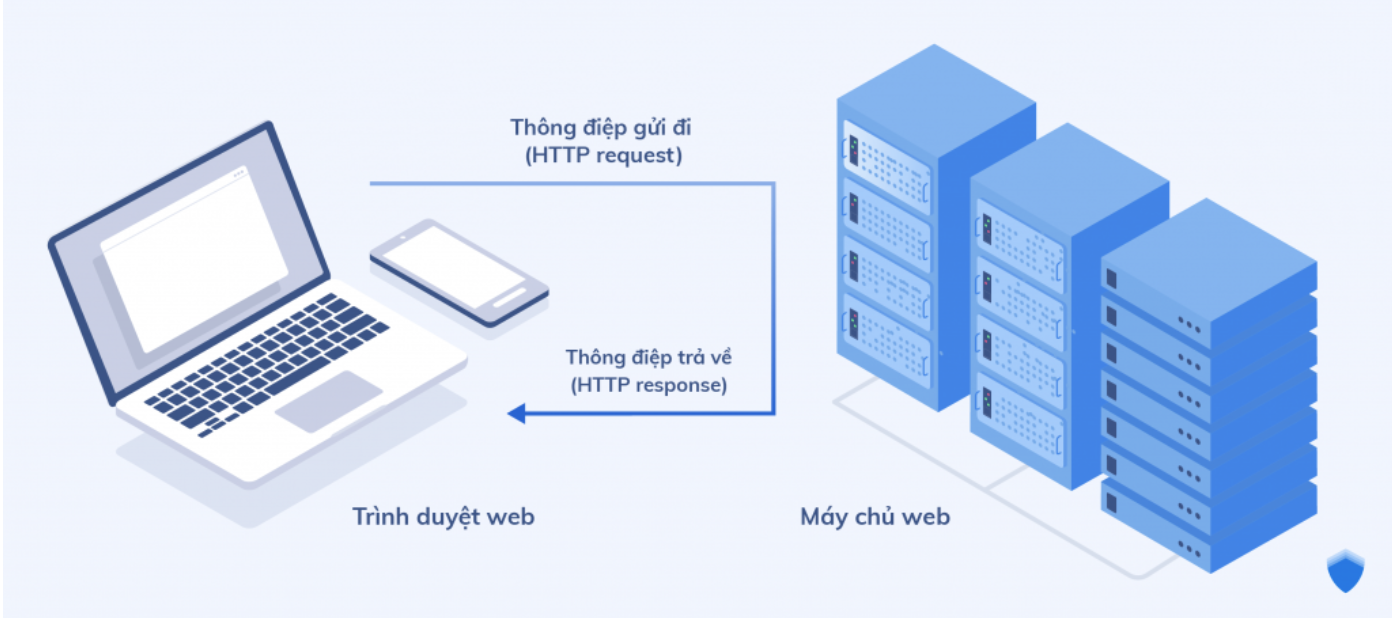 Thông điệp gửi đi
(HTTP request)
Thông điệp trả về
(HTTP response)
Trình duyệt web
Máy chủ web